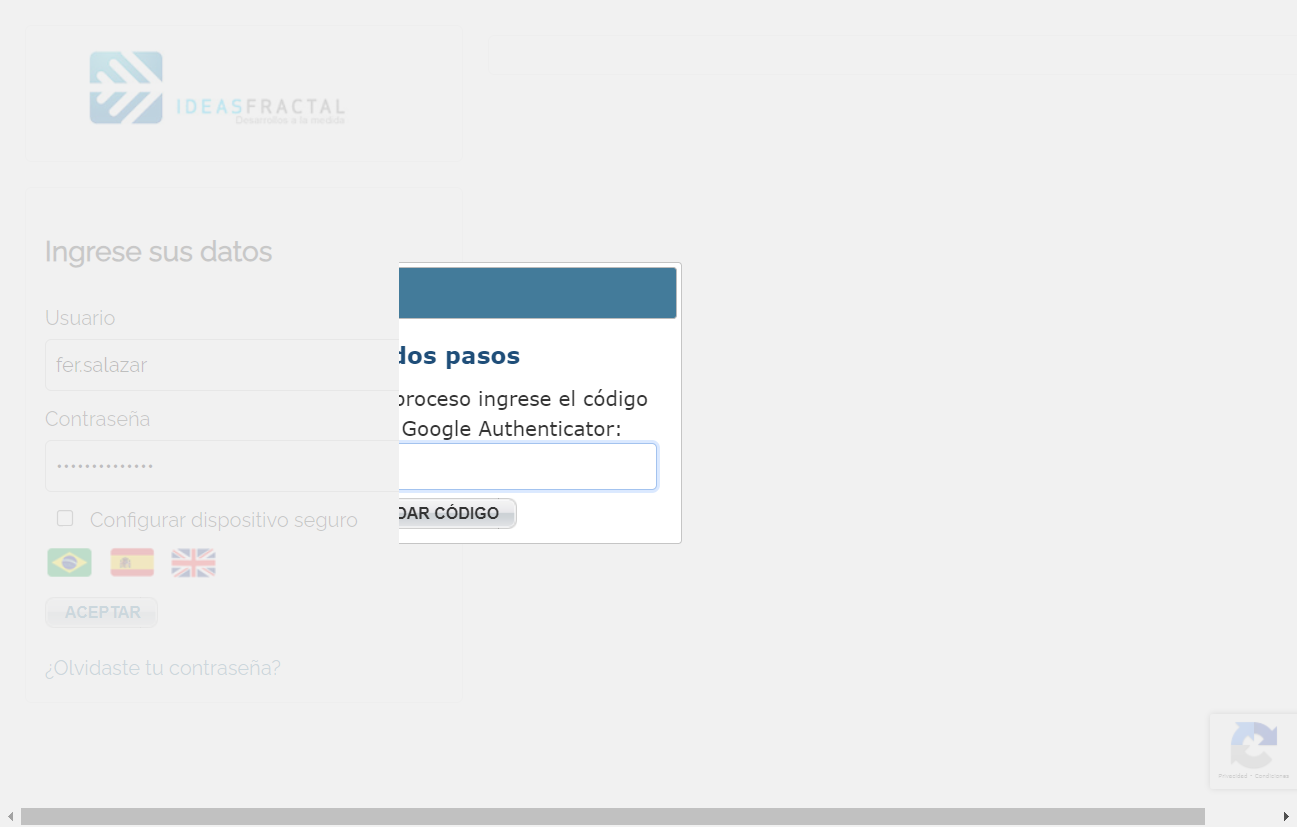 IDEASFRACTAL
Desarrollos a la medida
Ingrese sus datos
Usuario
fer.salazar
Contraseña
••••••••••••••
Configurar dispositivo seguro
ACEPTAR
¿Olvidaste tu contraseña?
dos pasos
proceso ingrese el código
Google Authenticator:
DAR CÓDIGO
Privacidad - Condiciones